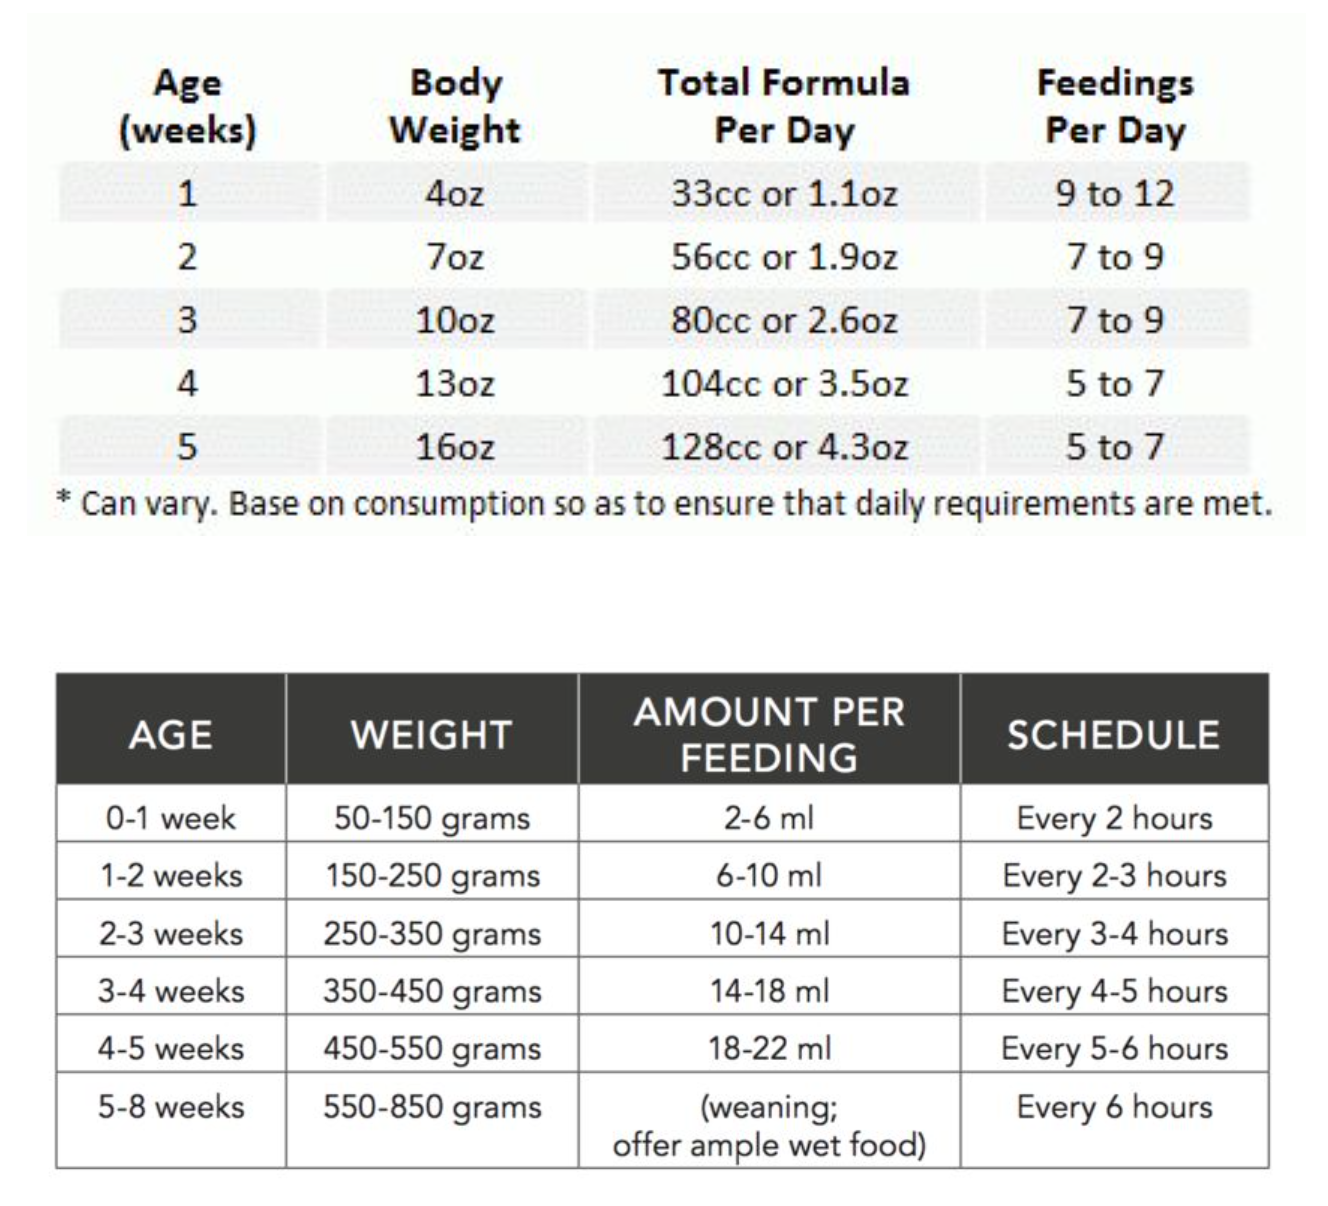 Age (weeks) Body Weight Total Formula Per Day Feedings Per Day
1 4oz 33cc or 1.1oz 9 to 12
2 7oz 56cc or 1.9oz 7 to 9
3 10oz 80cc or 2.6oz 7 to 9
4 13oz 104cc or 3.5oz 5 to 7
5 16oz 128cc or 4.3oz 5 to 7
* Can vary. Base on consumption so as to ensure that daily requirements are met.
AGE WEIGHT AMOUNT PER FEEDING SCHEDULE
0-1 week 50-150 grams 2-6 ml Every 2 hours
1-2 weeks 150-250 grams 6-10 ml Every 2-3 hours
2-3 weeks 250-350 grams 10-14 ml Every 3-4 hours
3-4 weeks 350-450 grams 14-18 ml Every 4-5 hours
4-5 weeks 450-550 grams 18-22 ml Every 5-6 hours
5-8 weeks 550-850 grams (weaning; offer ample wet food) Every 6 hours